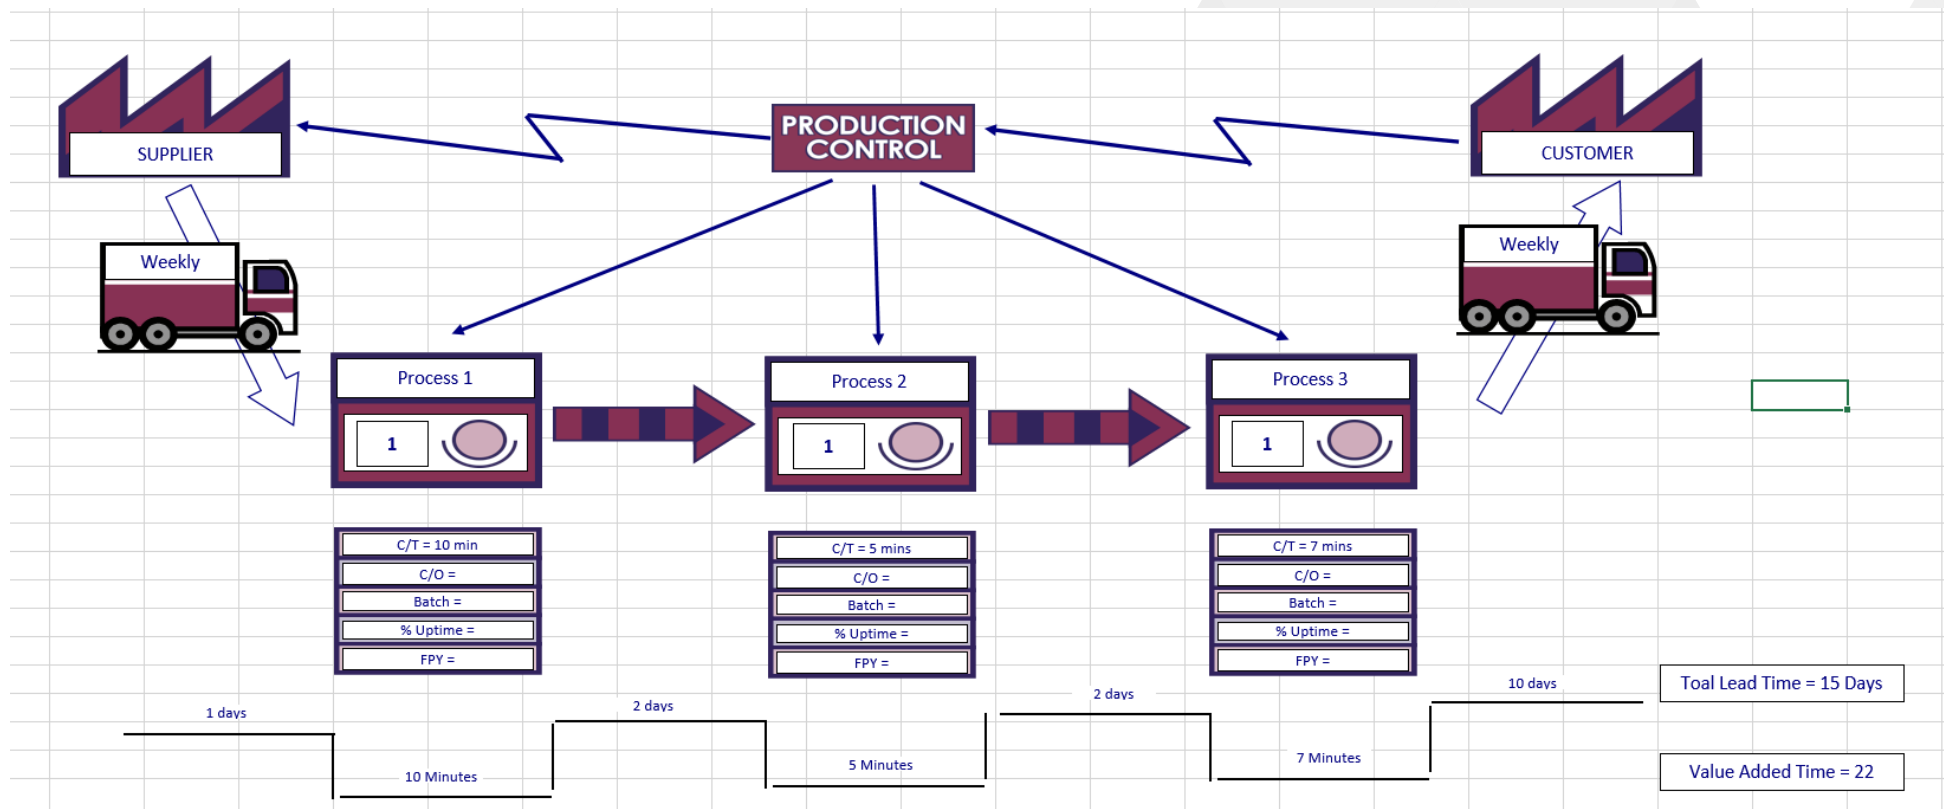 SUPPLIER
PRODUCTION
CONTROL
CUSTOMER
Weekly
Weekly
Process 1
1
Process 2
1
Process 3
1
C/T = 10 min
C/O =
Batch =
% Uptime =
FPY =
C/T = 5 mins
C/O =
Batch =
% Uptime =
FPY =
C/T = 7 mins
C/O =
Batch =
% Uptime =
FPY =
1 days
10 Minutes
2 days
5 Minutes
2 days
7 Minutes
10 days
Toal Lead Time = 15 Days
Value Added Time = 22